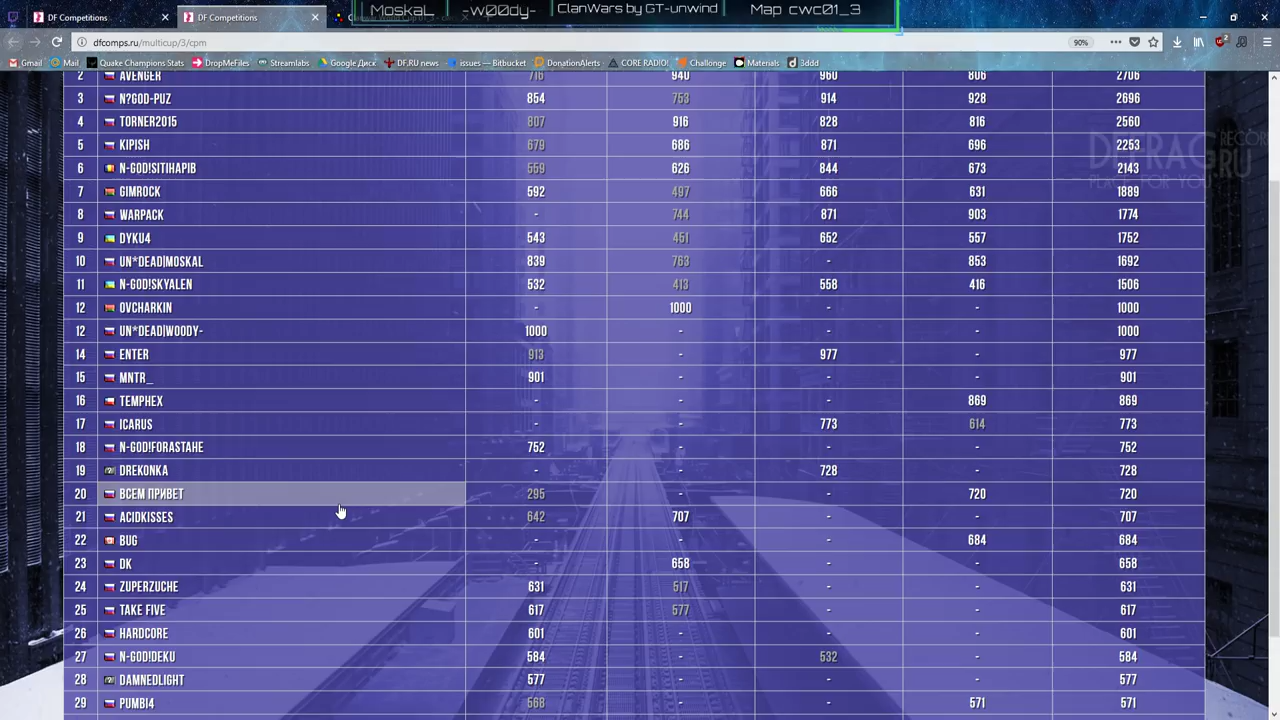 MoskaL -w00dy- ClanWars by GT-unwind Map cwc01_3
DF Competitions DF Competitions
dfcomps.ru/multicup/3/cpm 90%
Gmail Mail Quake Champions Stats DropMeFiles Streamlabs Google Диск DF.RU news issues — Bitbucket DonationAlerts CORE RADIO! Challonge Materials 3ddd
2 AVENGER 716 940 960 806 2706
3 N?GOD-PUZ 854 753 914 928 2696
4 TORNER2015 807 916 828 816 2560
5 KIPISH 679 686 871 696 2253
6 N-GOD!SITIHAPIB 559 626 844 673 2143
7 GIMROCK 592 497 666 631 1889
8 WARPACK - 744 871 903 1774
9 DYKU4 543 451 652 557 1752
10 UN*DEAD|MOSKAL 839 763 - 853 1692
11 N-GOD!SKY!LEN 532 413 558 416 1506
12 OVCHARKIN - 1000 - - 1000
12 UN*DEAD|WOODY- 1000 - - - 1000
14 ENTER 913 - 977 - 977
15 MNTR_ 901 - - - 901
16 TEMPHEX - - - 869 869
17 ICARUS - - 773 614 773
18 N-GOD!FORASTAHE 752 - - - 752
19 DREKONKA - - 728 - 728
20 ВСЕМ ПРИВЕТ 295 - - 720 720
21 ACIDKISSES 642 707 - - 707
22 BUG - - - 684 684
23 DK - 658 - - 658
24 ZUPERZUCHE 631 517 - - 631
25 TAKE FIVE 617 577 - - 617
26 HARDCORE 601 - - - 601
27 N-GOD!DEKU 584 - 532 - 584
28 DAMNEDLIGHT 577 - - - 577
29 PUMBI4 568 - - 571 571
DEFRAG.RU
RECORDS
PLACE FOR YOU